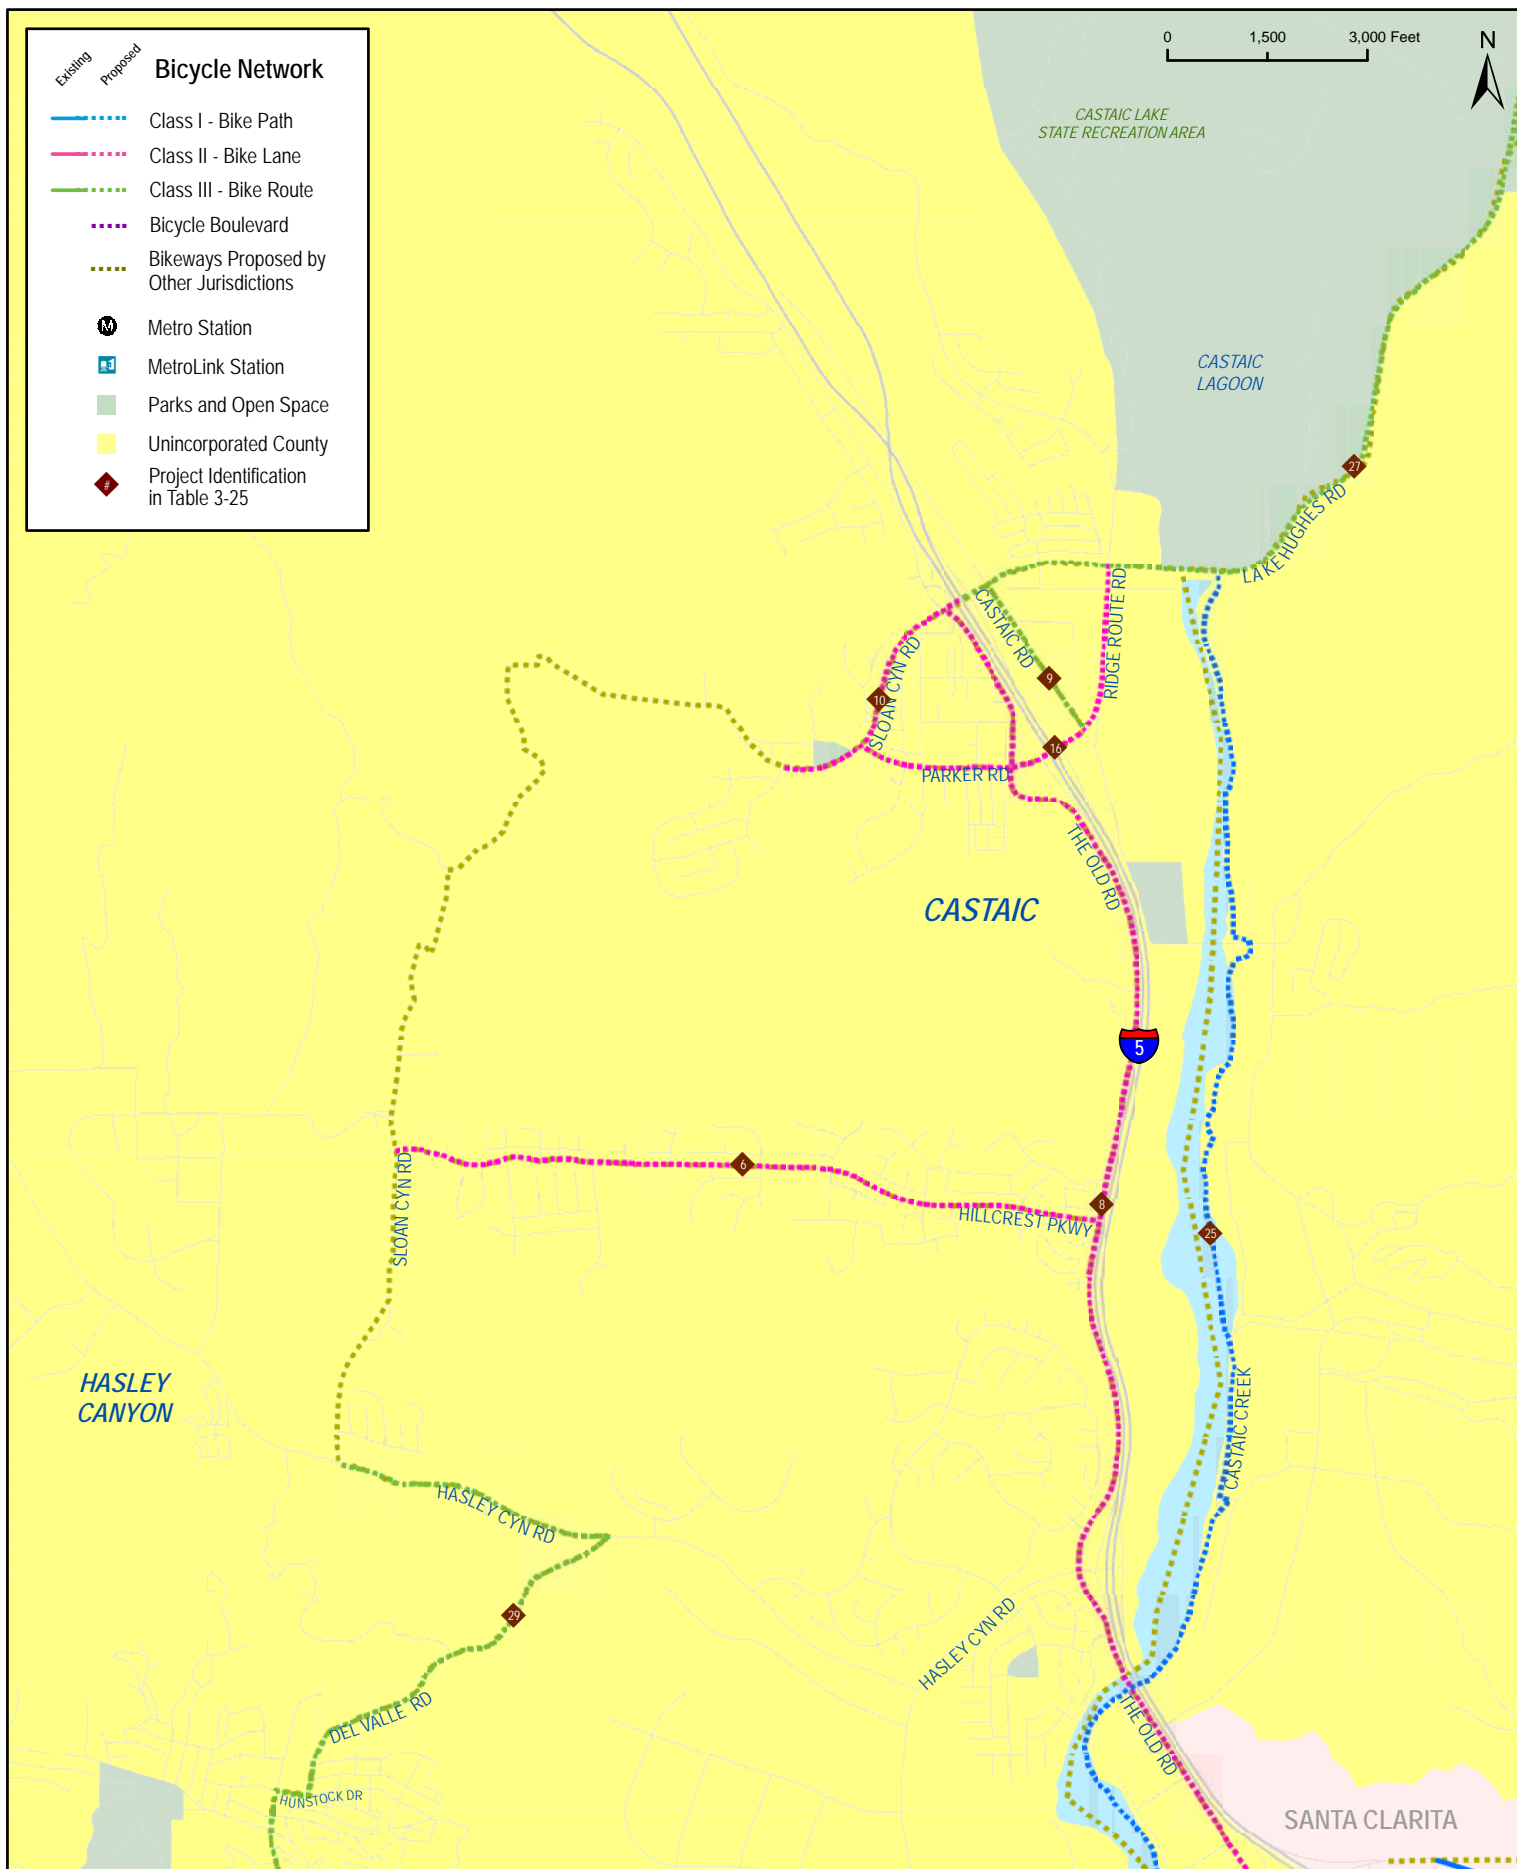 Existing
Proposed
Bicycle Network
Class I - Bike Path
Class II - Bike Lane
Class III - Bike Route
Bicycle Boulevard
Bikeways Proposed by
Other Jurisdictions
M
Metro Station
MetroLink Station
Parks and Open Space
Unincorporated County
#
Project Identification
in Table 3-25
0 1,500 3,000 Feet
N
CASTAIC LAKE
STATE RECREATION AREA
CASTAIC
LAGOON
27
LAKE HUGHES RD
CASTAIC RD
RIDGE ROUTE RD
9
10
SLOAN CYN RD
16
PARKER RD
THE OLD RD
CASTAIC
5
6
SLOAN CYN RD
8
HILLCREST PKWY
25
HASLEY
CANYON
CASTAIC CREEK
HASLEY CYN RD
29
HASLEY CYN RD
DEL VALLE RD
THE OLD RD
HUNSTOCK DR
SANTA CLARITA